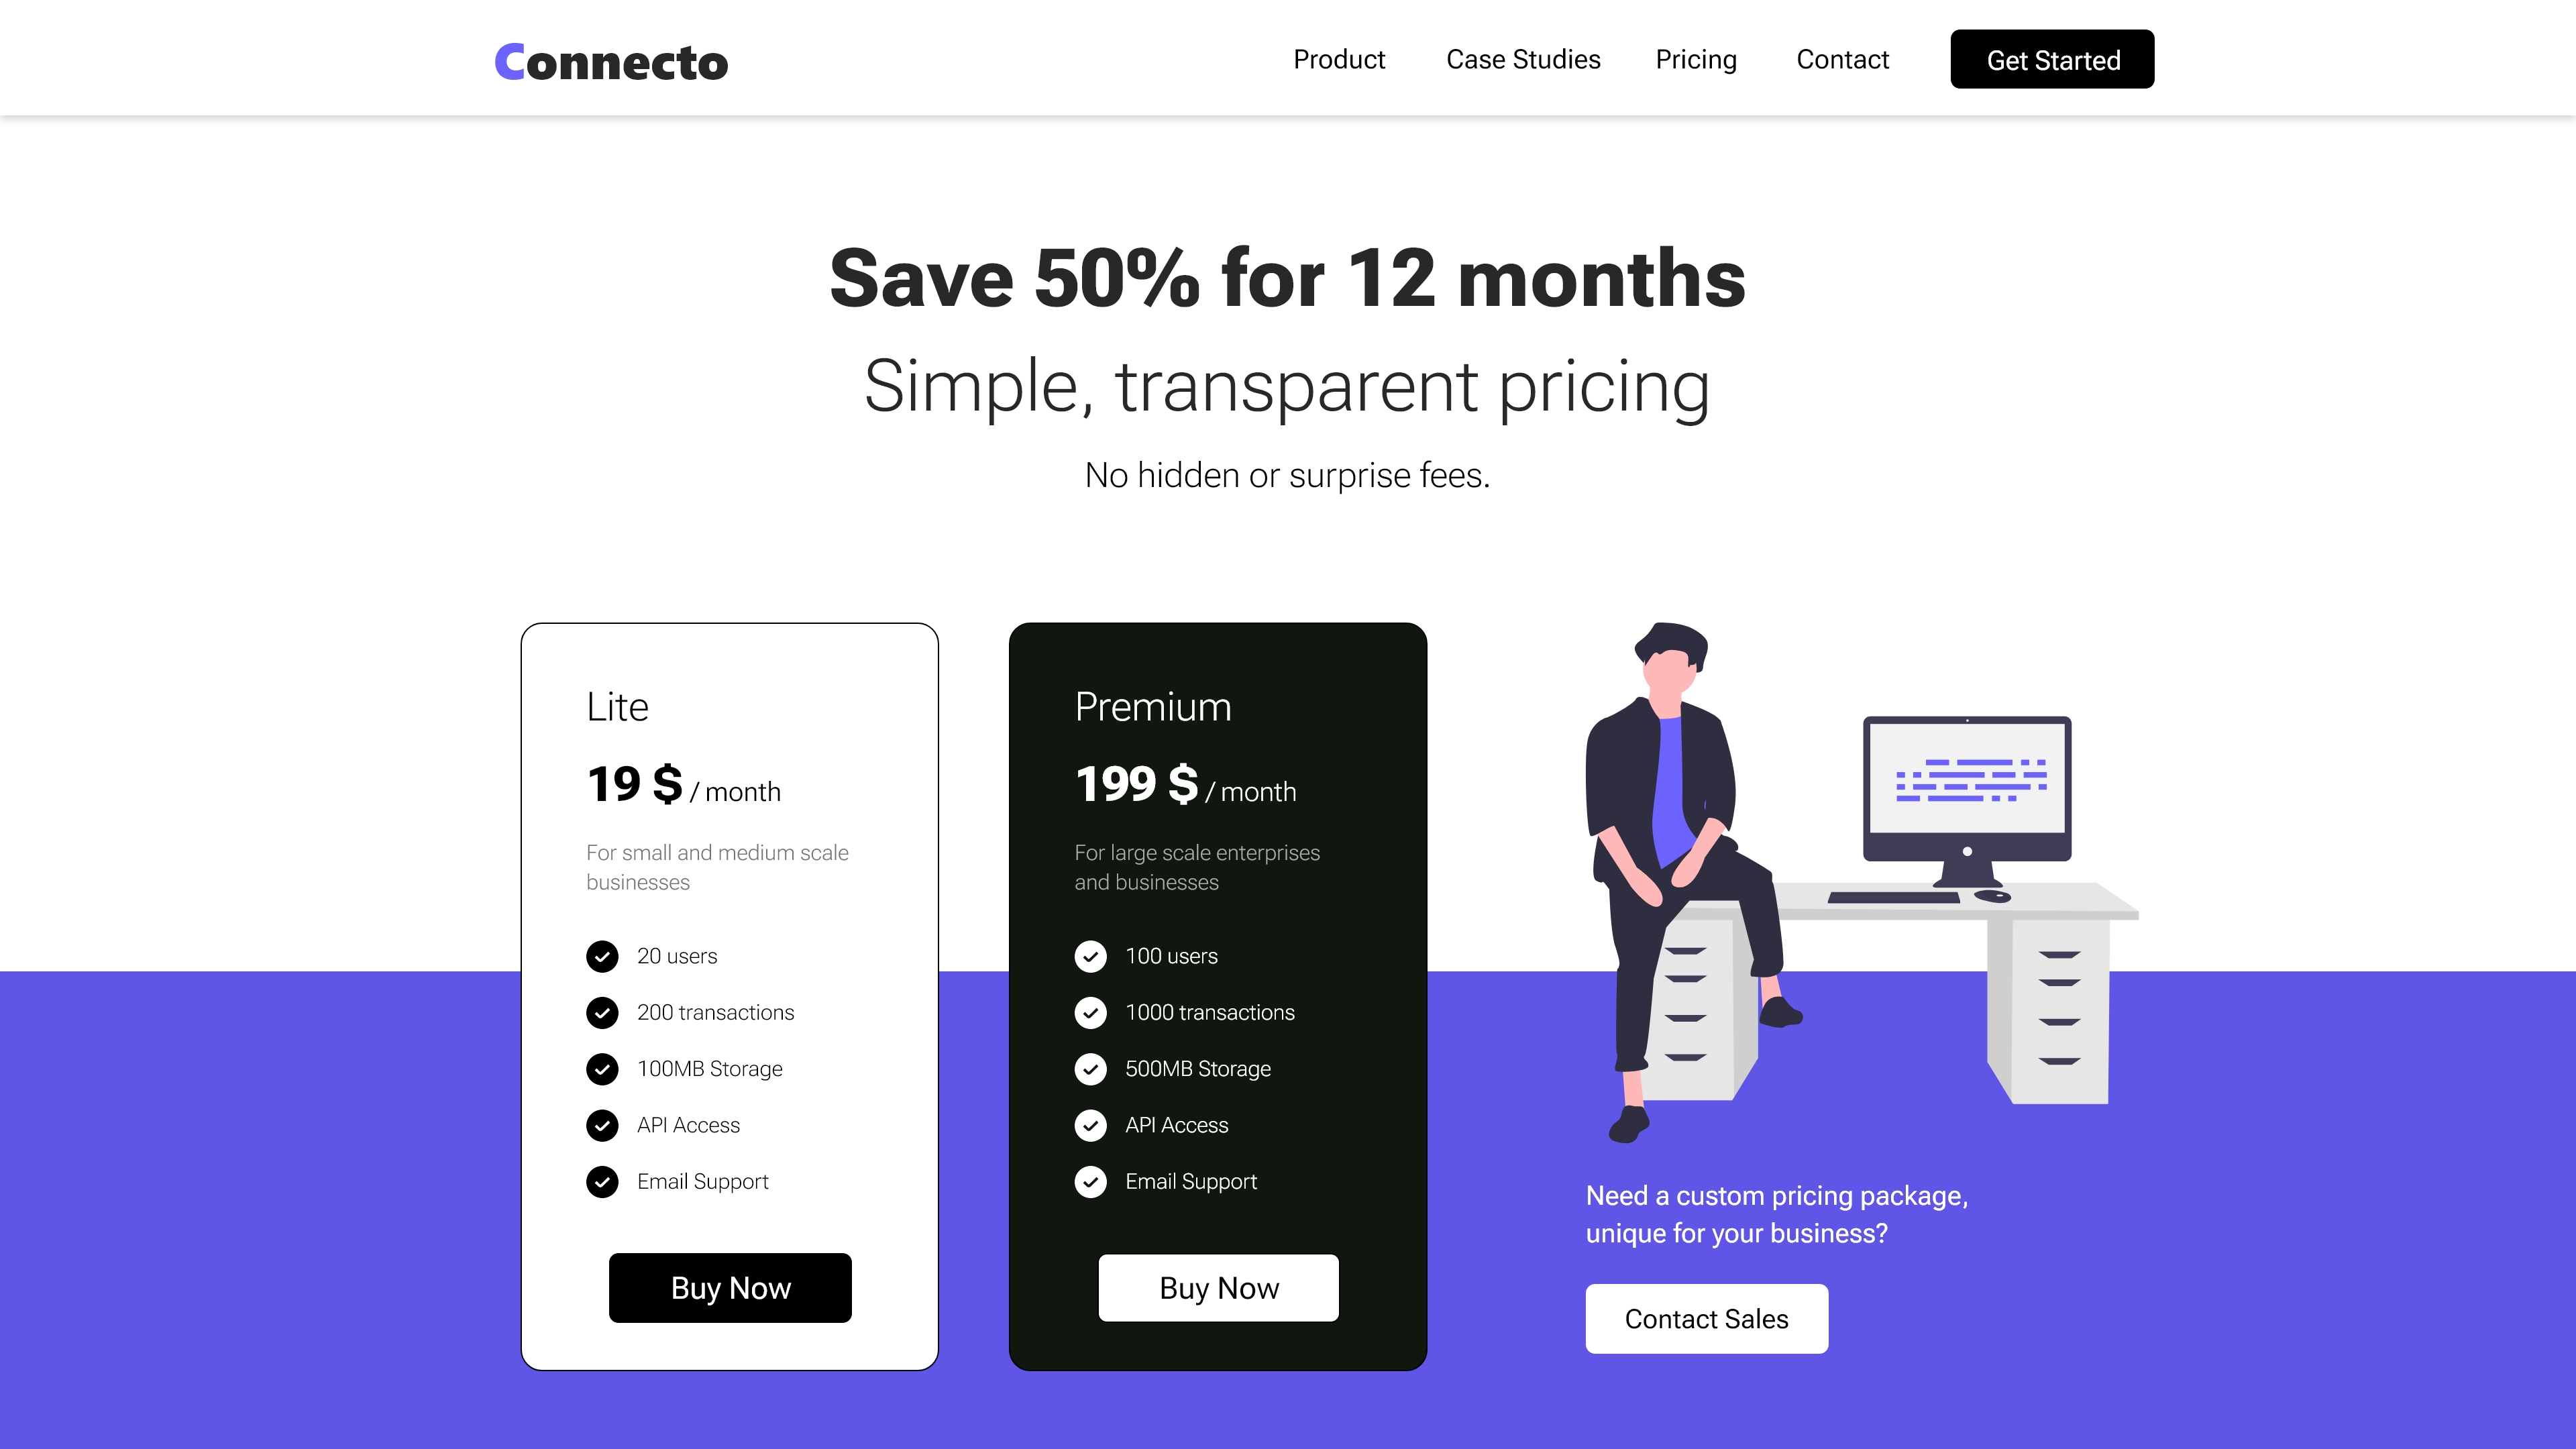 Connecto
Product
Case Studies
Pricing
Contact
Get Started
Save 50% for 12 months
Simple, transparent pricing
No hidden or surprise fees.
Lite
19 $ / month
For small and medium scale
businesses
20 users
200 transactions
100MB Storage
API Access
Email Support
Buy Now
Premium
199 $ / month
For large scale enterprises
and businesses
100 users
1000 transactions
500MB Storage
API Access
Email Support
Buy Now
Need a custom pricing package,
unique for your business?
Contact Sales